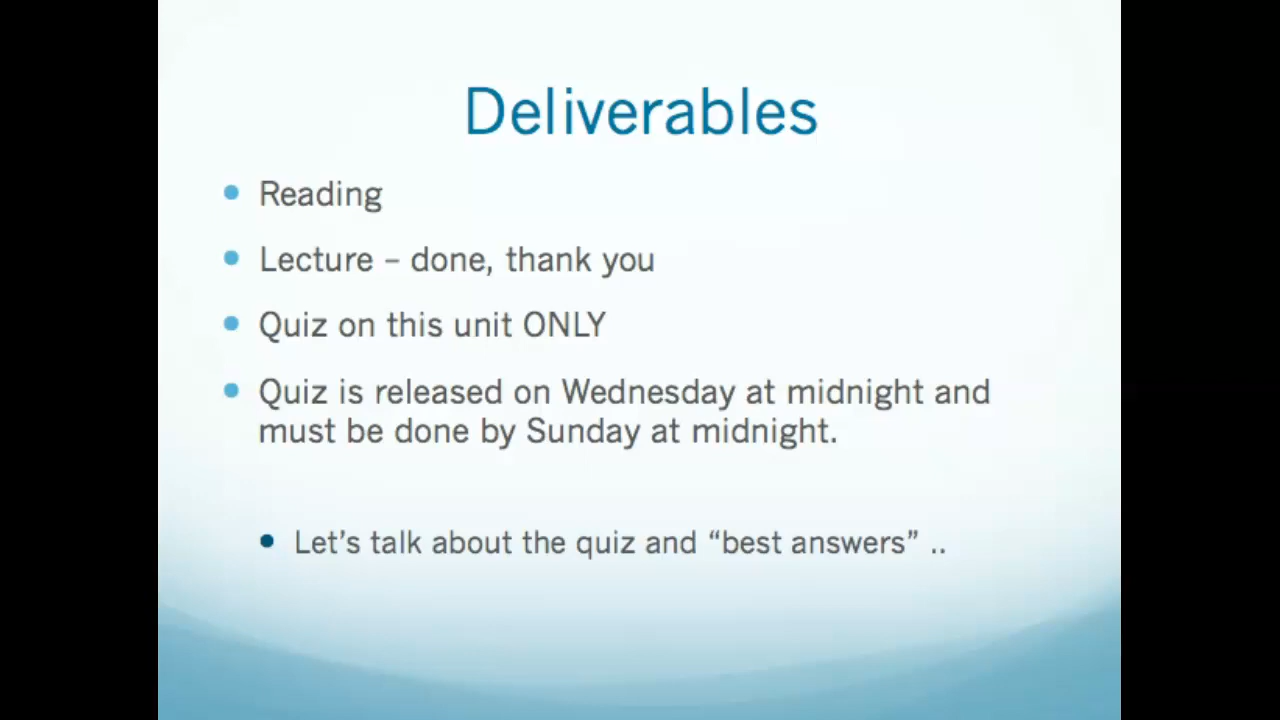 Deliverables
Reading
Lecture – done, thank you
Quiz on this unit ONLY
Quiz is released on Wednesday at midnight and
must be done by Sunday at midnight.
Let’s talk about the quiz and “best answers” ..